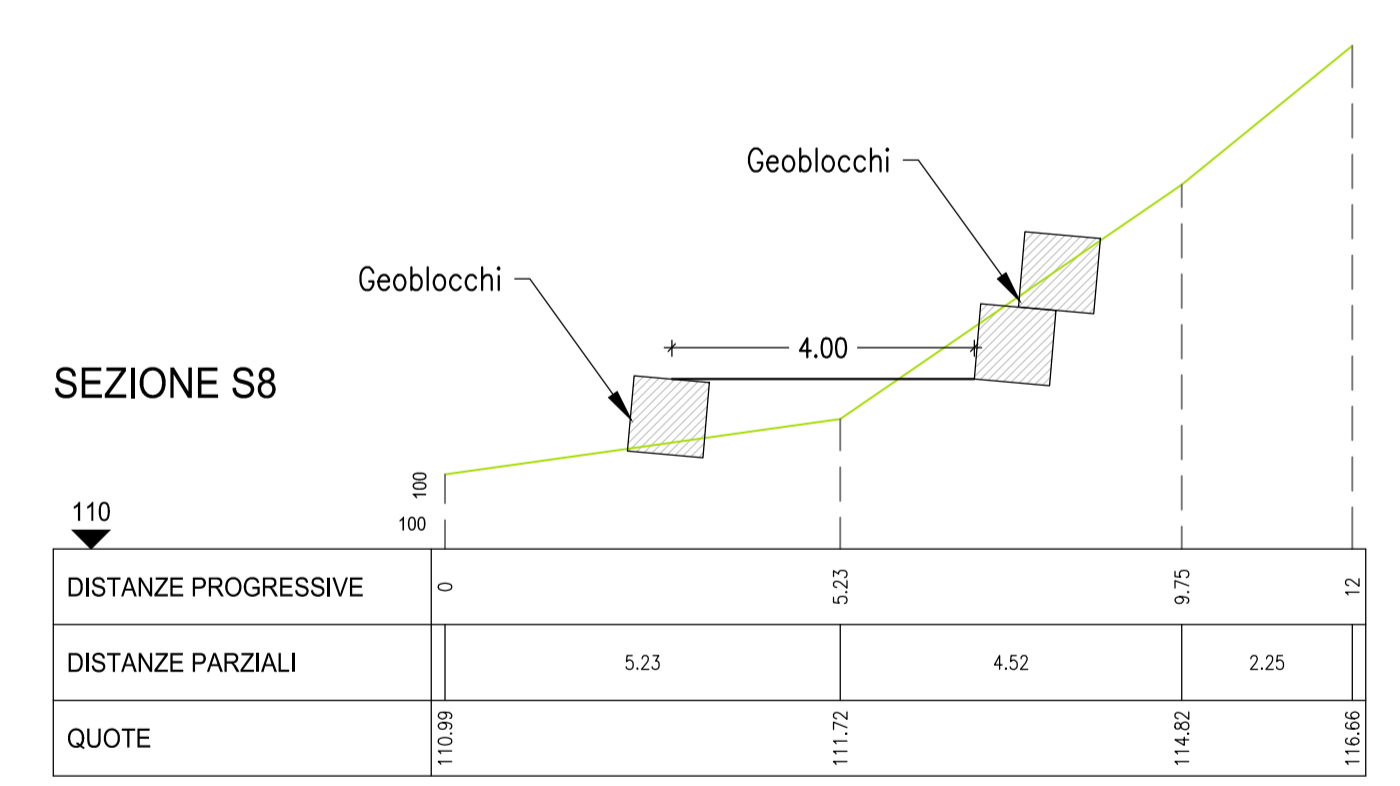 Geoblocchi
Geoblocchi
4.00
SEZIONE S8
100
110
100
DISTANZE PROGRESSIVE 0 5.23 9.75 12
DISTANZE PARZIALI 5.23 4.52 2.25
QUOTE 110.99 111.72 114.82 116.66